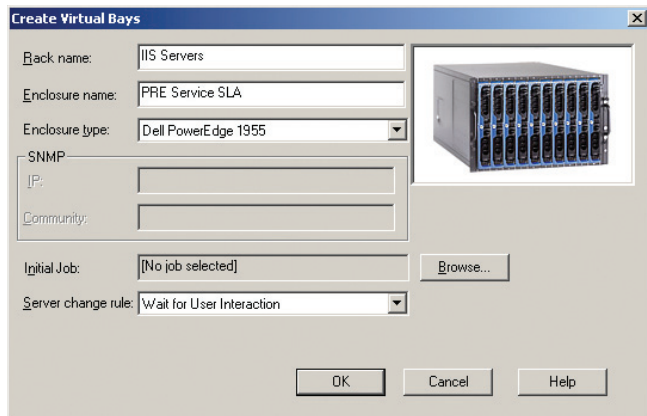 Create Virtual Bays
Rack name: IIS Servers
Enclosure name: PRE Service SLA
Enclosure type: Dell PowerEdge 1955
SNMP
IP:
Community:
Initial Job: [No job selected] Browse...
Server change rule: Wait for User Interaction
OK Cancel Help